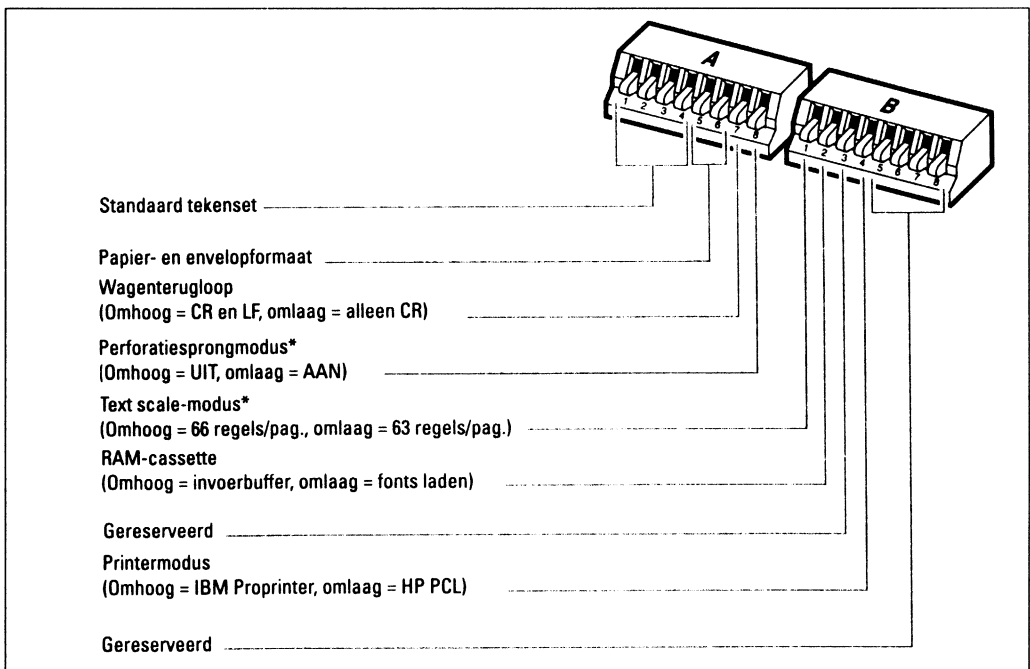 A
1 2 3 4 5 6 7 8
B
1 2 3 4 5 6 7 8
Standaard tekenset
Papier- en envelopformaat
Wagenterugloop
(Omhoog = CR en LF, omlaag = alleen CR)
Perforatiesprongmodus*
(Omhoog = UIT, omlaag = AAN)
Text scale-modus*
(Omhoog = 66 regels/pag., omlaag = 63 regels/pag.)
RAM-cassette
(Omhoog = invoerbuffer, omlaag = fonts laden)
Gereserveerd
Printermodus
(Omhoog = IBM Proprinter, omlaag = HP PCL)
Gereserveerd